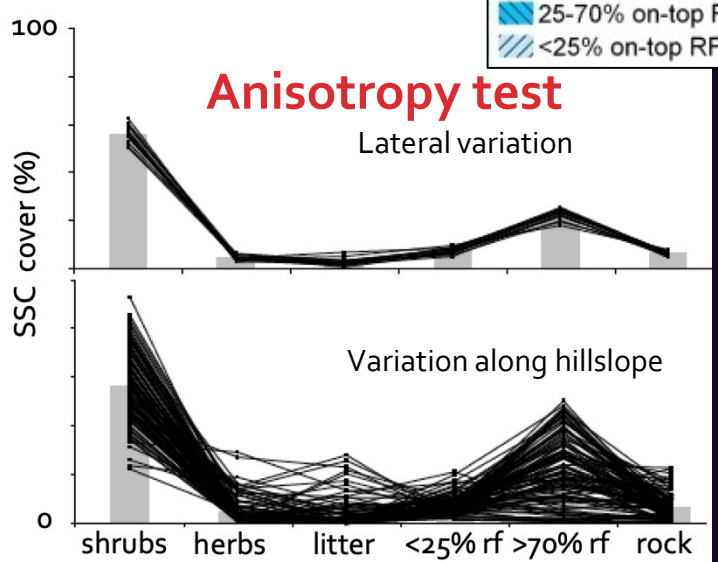 25-70% on-top
<25% on-top RF
100
Anisotropy test
Lateral variation
SSC cover (%)
Variation along hillslope
0
shrubs herbs litter <25% rf >70% rf rock